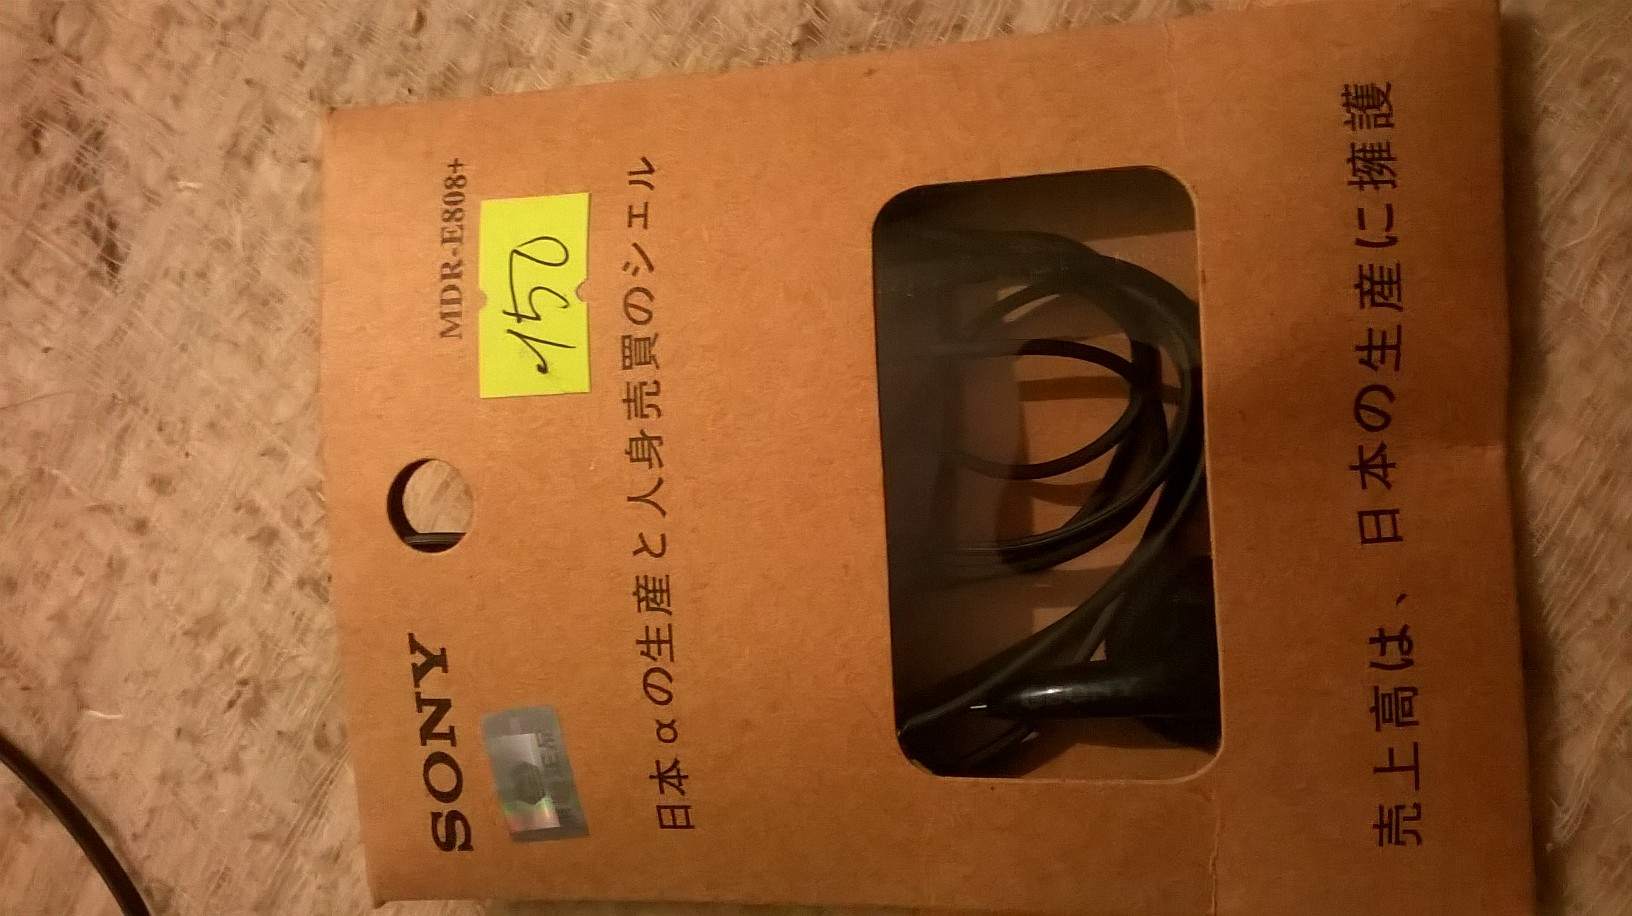 SONY
MDR-E808+
150
日本αの生産と人身売買のシェル
売上高は、日本の生産に擁護